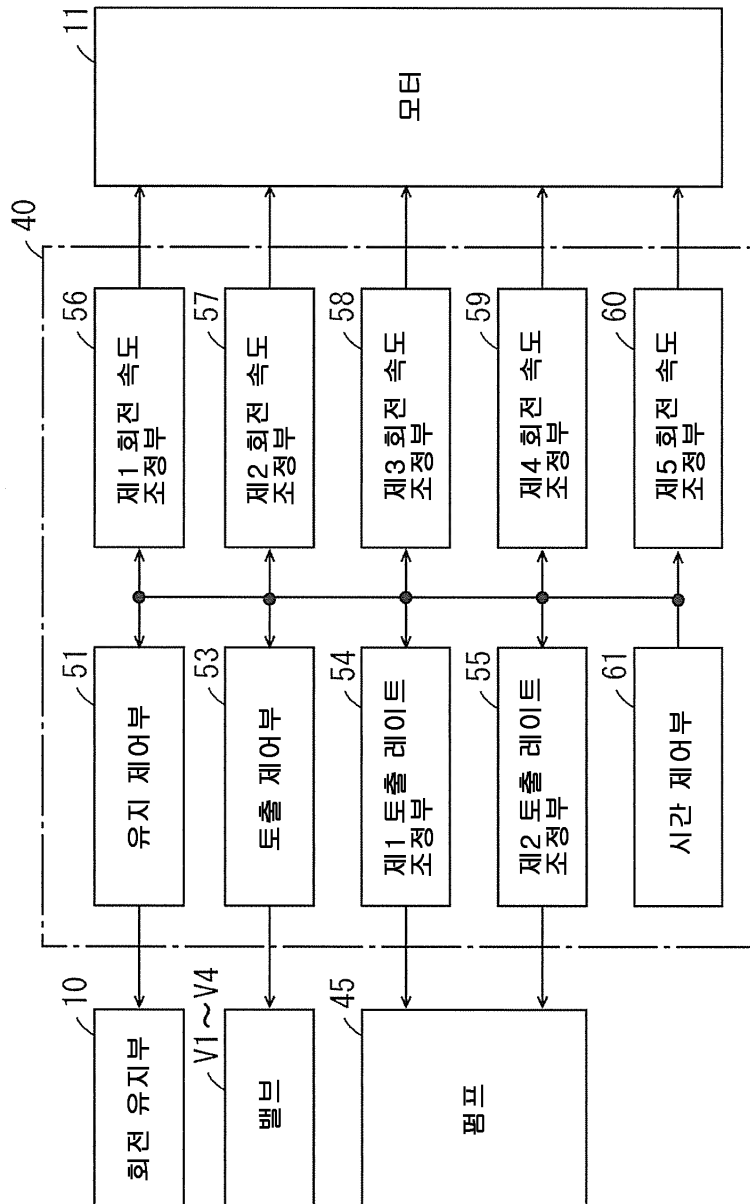 40
10
회전 유지부
51
유지 제어부
56
제1 회전 속도
조정부
11
모터
V1～V4
밸브
53
토출 제어부
57
제2 회전 속도
조정부
45
펌프
54
제1 토출 레이트
조정부
58
제3 회전 속도
조정부
55
제2 토출 레이트
조정부
59
제4 회전 속도
조정부
61
시간 제어부
60
제5 회전 속도
조정부